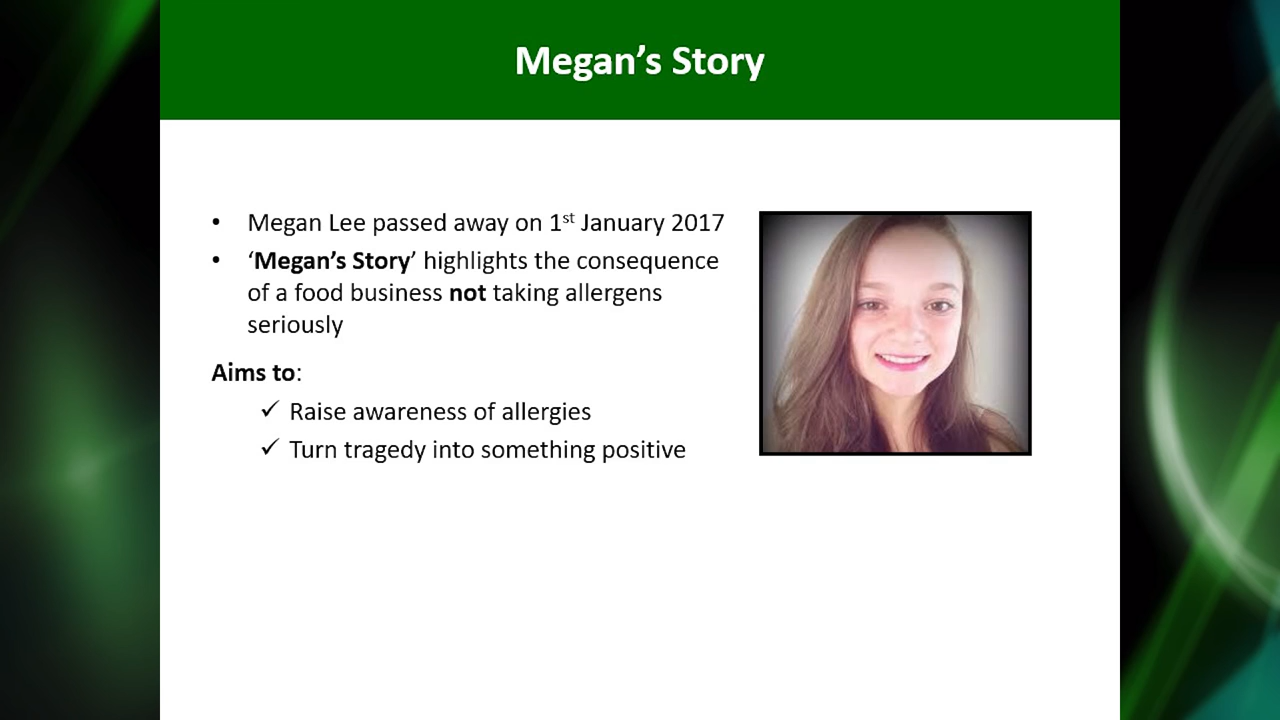 Megan’s Story
• Megan Lee passed away on 1st January 2017
• ‘Megan’s Story’ highlights the consequence
of a food business not taking allergens
seriously
Aims to:
✓ Raise awareness of allergies
✓ Turn tragedy into something positive